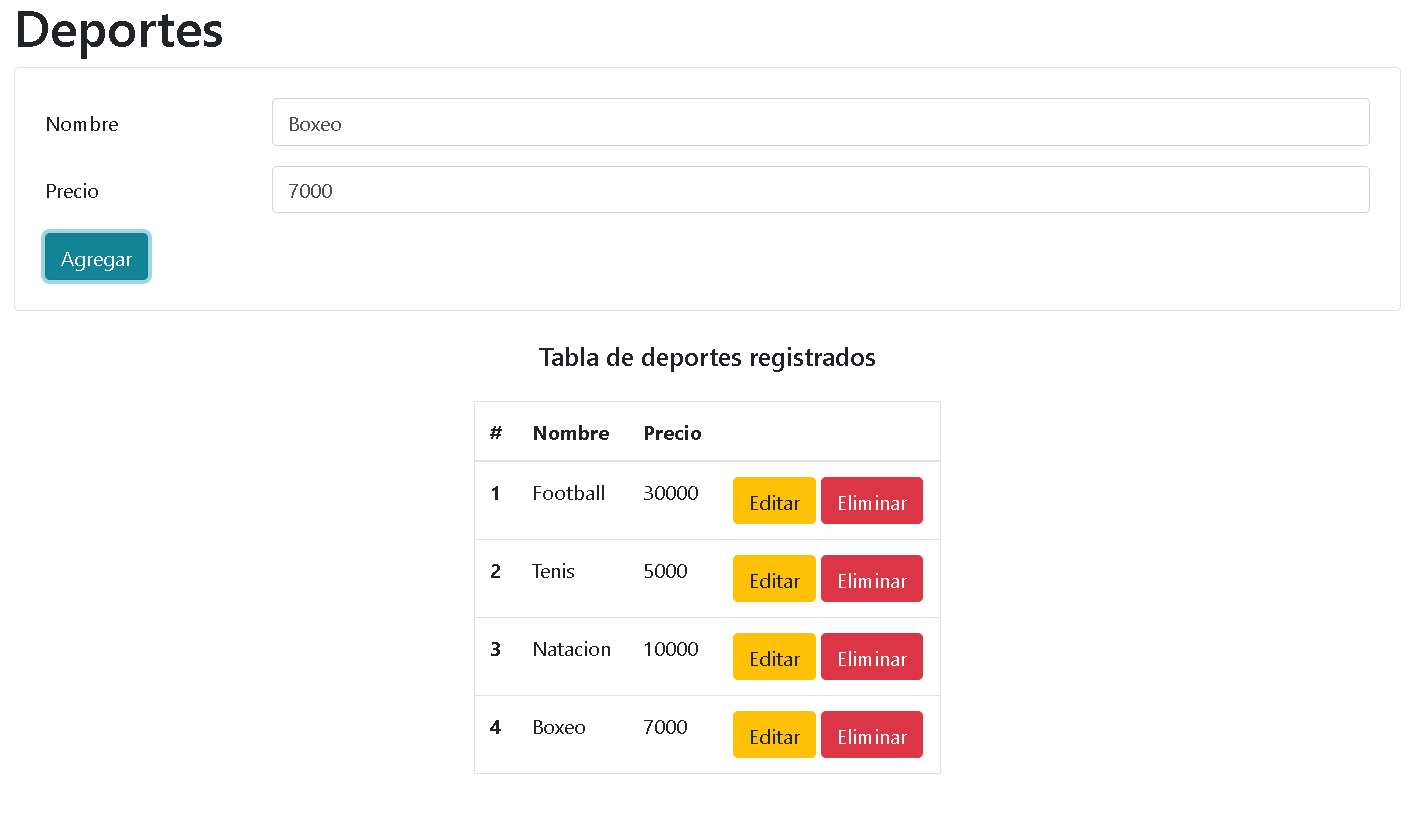 Deportes
Nombre Boxeo
Precio 7000
Agregar
Tabla de deportes registrados
# Nombre Precio
1 Football 30000 Editar Eliminar
2 Tenis 5000 Editar Eliminar
3 Natacion 10000 Editar Eliminar
4 Boxeo 7000 Editar Eliminar